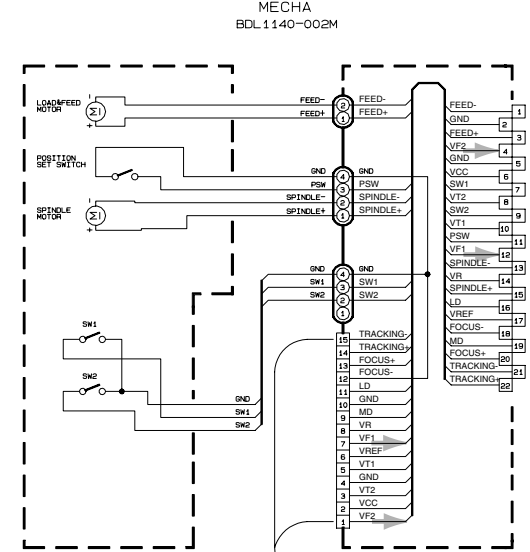 MECHA
BDL1140-002M
LOAD&FEED
MOTOR
-
+
FEED-
FEED+
2
1
FEED-
FEED+
POSITION
SET SWITCH
GND
PSW
SPINDLE-
SPINDLE+
4
3
2
1
GND
PSW
SPINDLE-
SPINDLE+
SPINDLE
MOTOR
-
+
GND
SW1
SW2
4
3
2
1
GND
SW1
SW2
SW1
SW2
GND
SW1
SW2
15 TRACKING-
14 TRACKING+
13 FOCUS+
12 FOCUS-
11 LD
10 GND
9 MD
8 VR
7 VF1
6 VREF
5 VT1
4 GND
3 VT2
2 VCC
1 VF2
FEED- 1
GND 2
FEED+ 3
VF2 4
GND 5
VCC 6
SW1 7
VT2 8
SW2 9
VT1 10
PSW 11
VF1 12
SPINDLE- 13
VR 14
SPINDLE+ 15
LD 16
VREF 17
FOCUS- 18
MD 19
FOCUS+ 20
TRACKING- 21
TRACKING+ 22